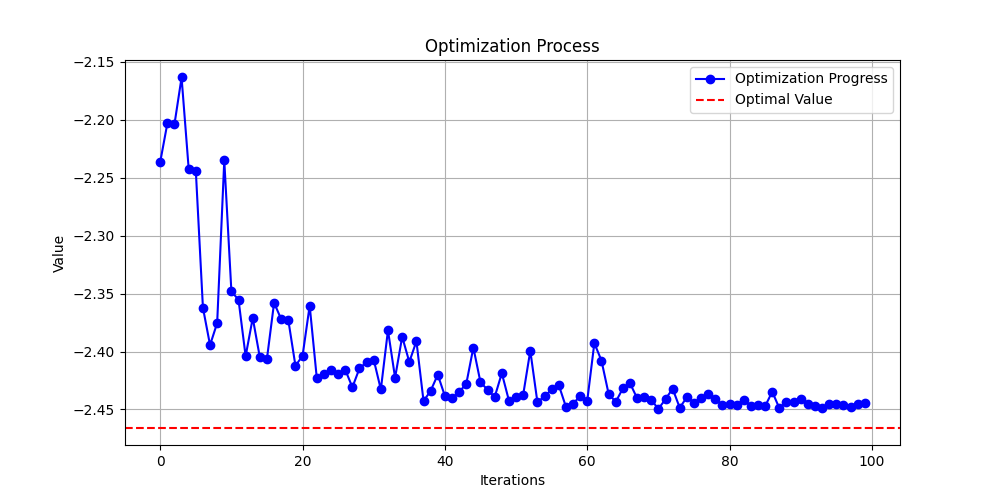 Optimization Process
Optimization Progress
Optimal Value
−2.15
−2.20
−2.25
−2.30
−2.35
−2.40
−2.45
Value
0 20 40 60 80 100
Iterations